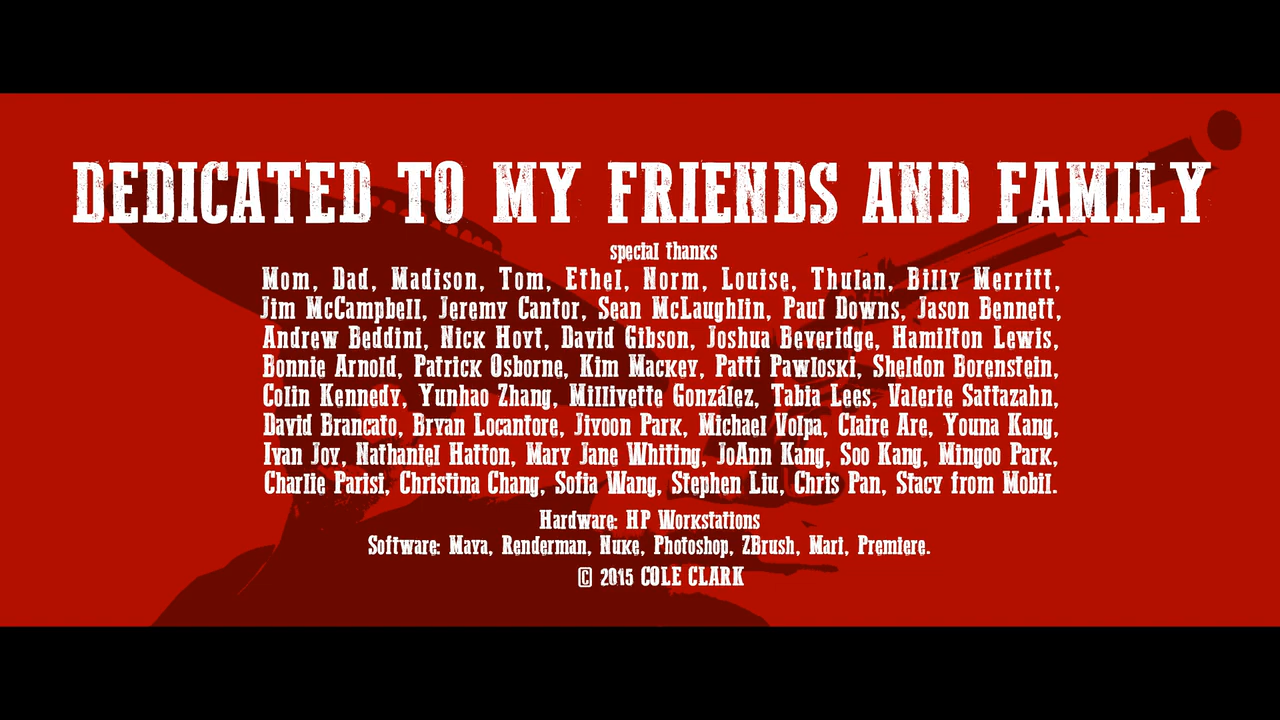 DEDICATED TO MY FRIENDS AND FAMILY
special thanks
Mom, Dad, Madison, Tom, Ethel, Norm, Louise, Thulan, Billy Merritt,
Jim McCampbell, Jeremy Cantor, Sean McLaughlin, Paul Downs, Jason Bennett,
Andrew Beddini, Nick Hoyt, David Gibson, Joshua Beveridge, Hamilton Lewis,
Bonnie Arnold, Patrick Osborne, Kim Mackey, Patti Pawloski, Sheldon Borenstein,
Colin Kennedy, Yunhao Zhang, Millivette González, Tabia Lees, Valerie Sattazahn,
David Brancato, Bryan Locantore, Jiyoon Park, Michael Volpa, Claire Are, Youna Kang,
Ivan Joy, Nathaniel Hatton, Mary Jane Whiting, JoAnn Kang, Soo Kang, Mingoo Park,
Charlie Parisi, Christina Chang, Sofia Wang, Stephen Liu, Chris Pan, Stacy from Mobil.
Hardware: HP Workstations
Software: Maya, Renderman, Nuke, Photoshop, ZBrush, Mari, Premiere.
© 2015 COLE CLARK